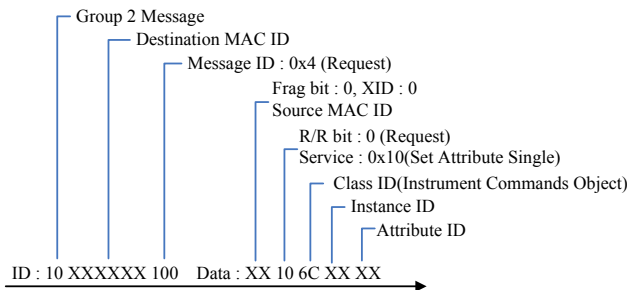 Group 2 Message
Destination MAC ID
Message ID : 0x4 (Request)
Frag bit : 0, XID : 0
Source MAC ID
R/R bit : 0 (Request)
Service : 0x10(Set Attribute Single)
Class ID(Instrument Commands Object)
Instance ID
Attribute ID
ID : 10 XXXXXX 100 Data : XX 10 6C XX XX